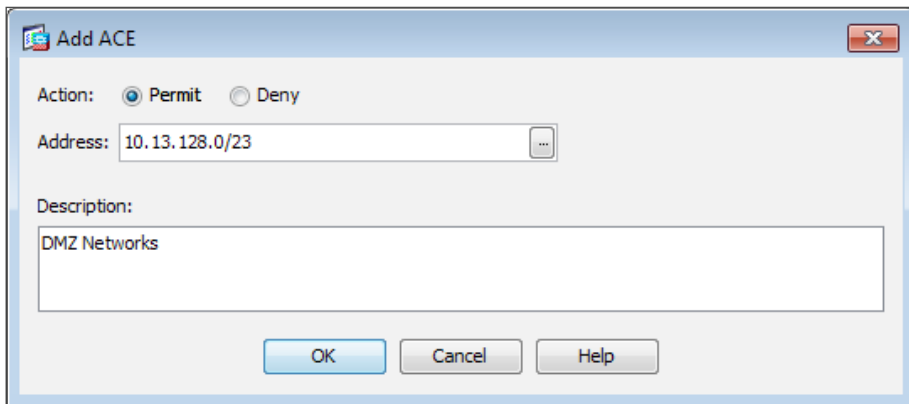 Add ACE
Action: Permit Deny
Address: 10.13.128.0/23 ...
Description:
DMZ Networks
OK Cancel Help